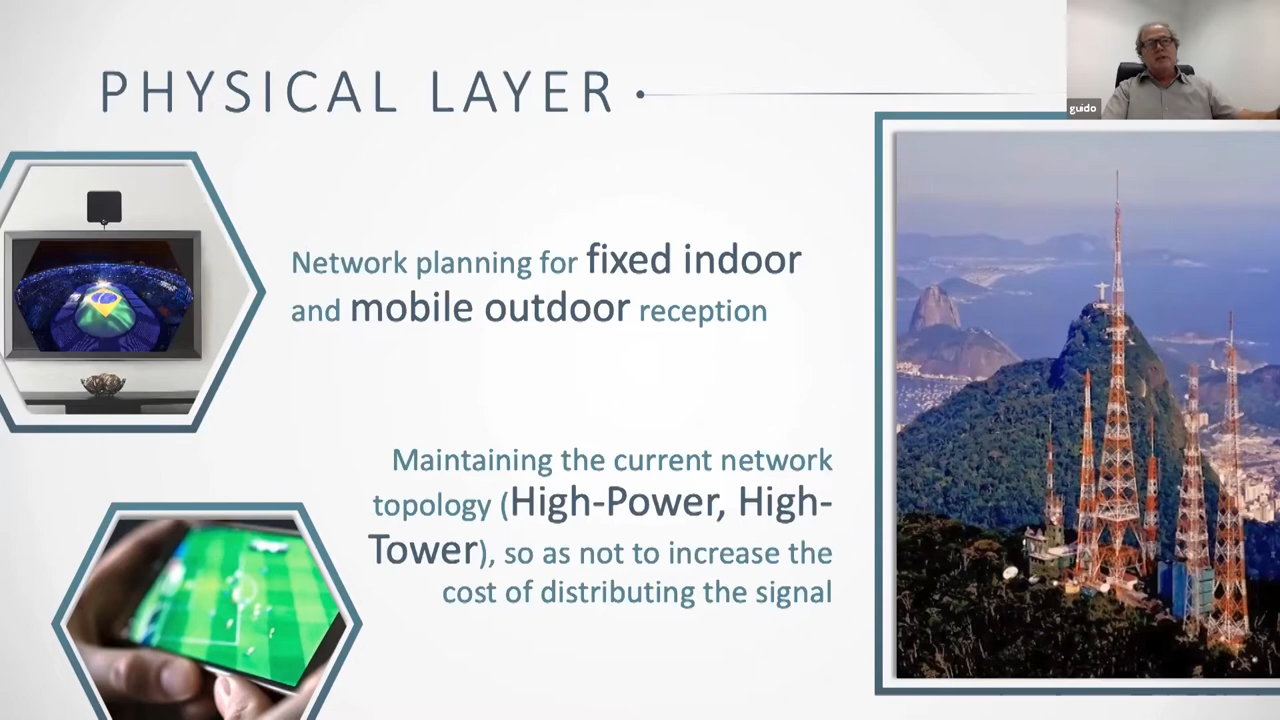 PHYSICAL LAYER
guido
Network planning for fixed indoor
and mobile outdoor reception
Maintaining the current network
topology (High-Power, High-
Tower), so as not to increase the
cost of distributing the signal